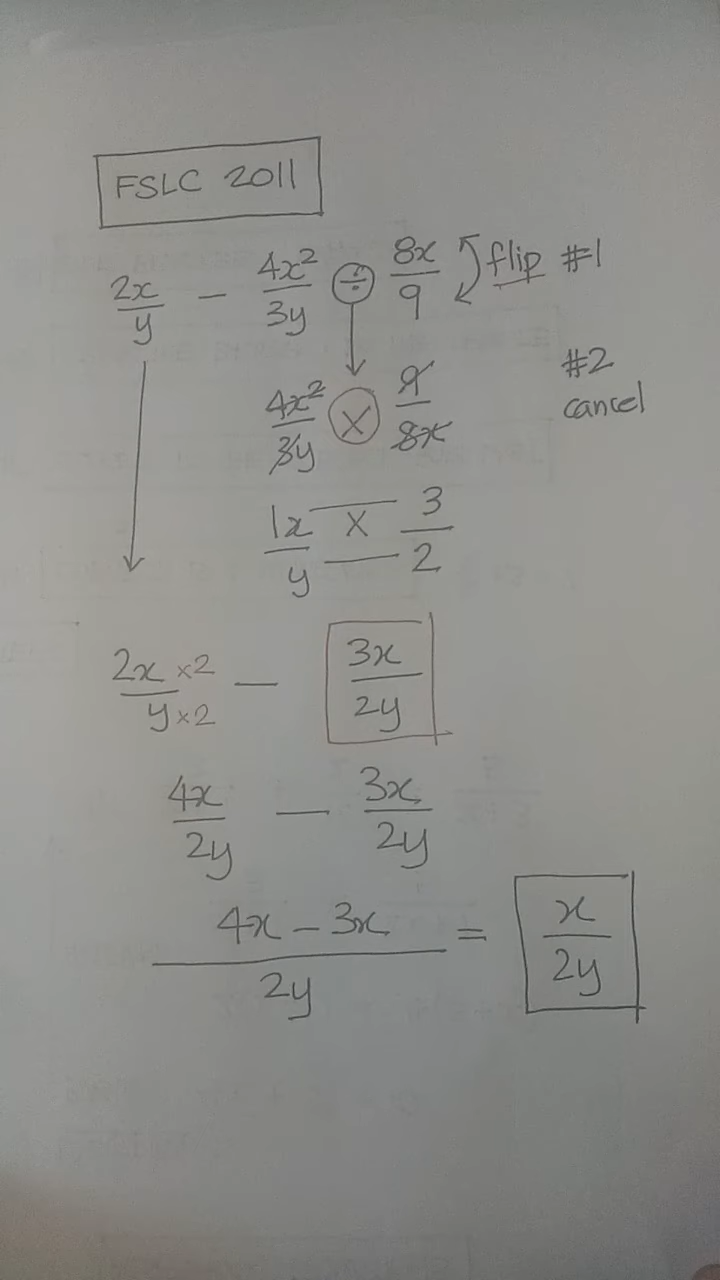 FSLC 2011
2x/y − 4x²/3y ÷ 8x/9 flip #1
4x²/3y × 9/8x #2 cancel
1x/y × 3/2
2x×2/y×2 − 3x/2y
4x/2y − 3x/2y
4x − 3x/2y = x/2y